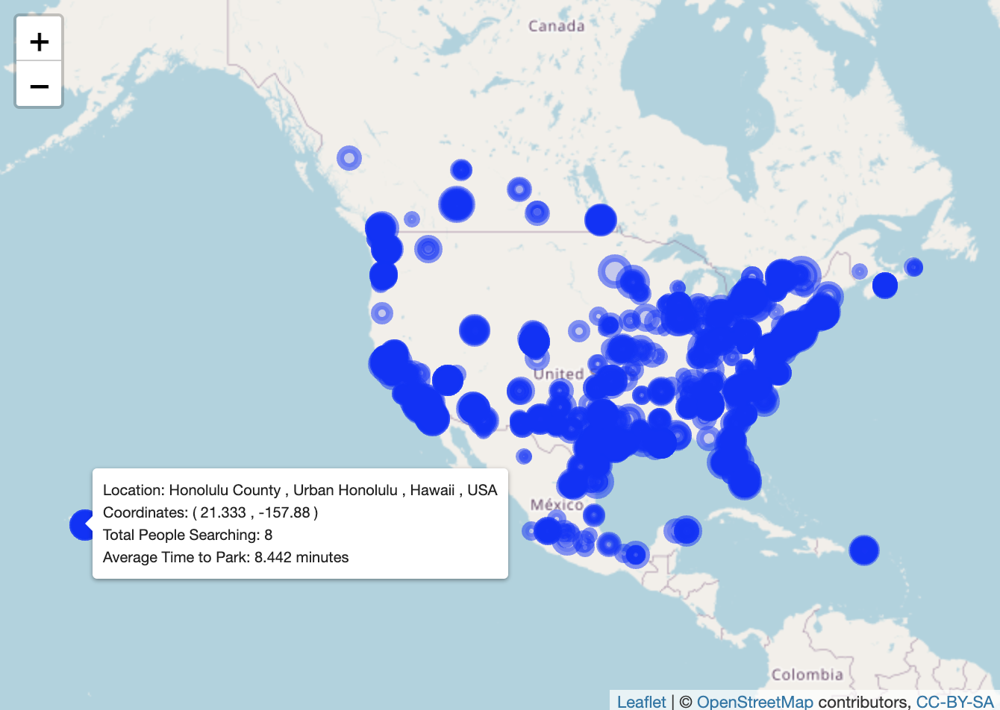 +
−
Canada
United
México
Colombia
Location: Honolulu County , Urban Honolulu , Hawaii , USA
Coordinates: ( 21.333 , -157.88 )
Total People Searching: 8
Average Time to Park: 8.442 minutes
Leaflet | © OpenStreetMap contributors, CC-BY-SA